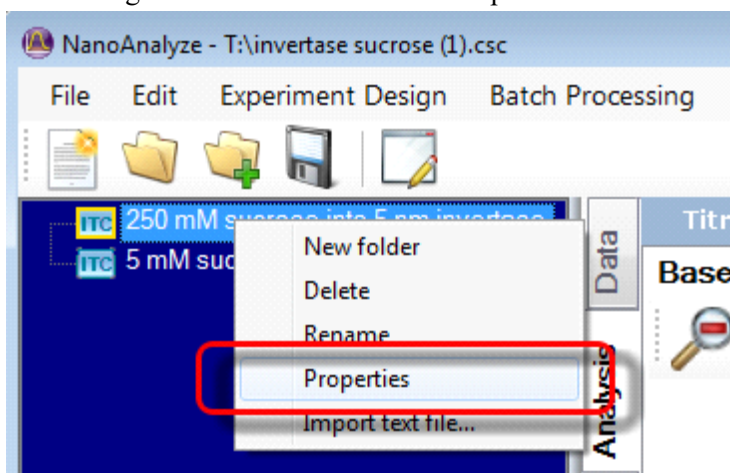 NanoAnalyze - T:\invertase sucrose (1).csc
File Edit Experiment Design Batch Processing
ITC 250 mM sucrose into 5 nm invertase
ITC 5 mM suc
New folder
Delete
Rename
Properties
Import text file...
Data
Analysis
Titr
Base